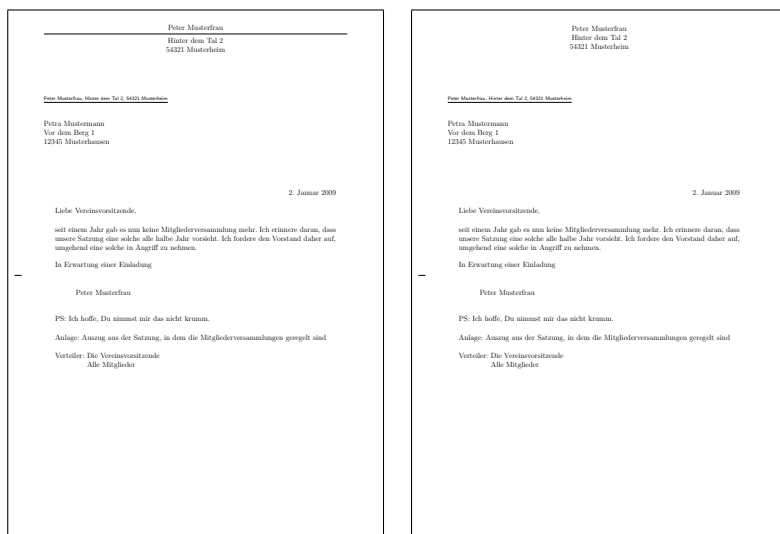 Peter Musterfrau
Hinter dem Tal 2
54321 Musterheim
Peter Musterfrau, Hinter dem Tal 2, 54321 Musterheim
Petra Mustermann
Vor dem Berg 1
12345 Musterhausen
2. Januar 2009
Liebe Vereinsvorsitzende,
seit einem Jahr gab es nun keine Mitgliederversammlung mehr. Ich erinnere daran, dass
unsere Satzung eine solche alle halbe Jahr vorsieht. Ich fordere den Vorstand daher auf,
umgehend eine solche in Angriff zu nehmen.
In Erwartung einer Einladung
Peter Musterfrau
PS: Ich hoffe, Du nimmst mir das nicht krumm.
Anlage: Auszug aus der Satzung, in dem die Mitgliederversammlungen geregelt sind
Verteiler: Die Vereinsvorsitzende
Alle Mitglieder
Peter Musterfrau
Hinter dem Tal 2
54321 Musterheim
Peter Musterfrau, Hinter dem Tal 2, 54321 Musterheim
Petra Mustermann
Vor dem Berg 1
12345 Musterhausen
2. Januar 2009
Liebe Vereinsvorsitzende,
seit einem Jahr gab es nun keine Mitgliederversammlung mehr. Ich erinnere daran, dass
unsere Satzung eine solche alle halbe Jahr vorsieht. Ich fordere den Vorstand daher auf,
umgehend eine solche in Angriff zu nehmen.
In Erwartung einer Einladung
Peter Musterfrau
PS: Ich hoffe, Du nimmst mir das nicht krumm.
Anlage: Auszug aus der Satzung, in dem die Mitgliederversammlungen geregelt sind
Verteiler: Die Vereinsvorsitzende
Alle Mitglieder